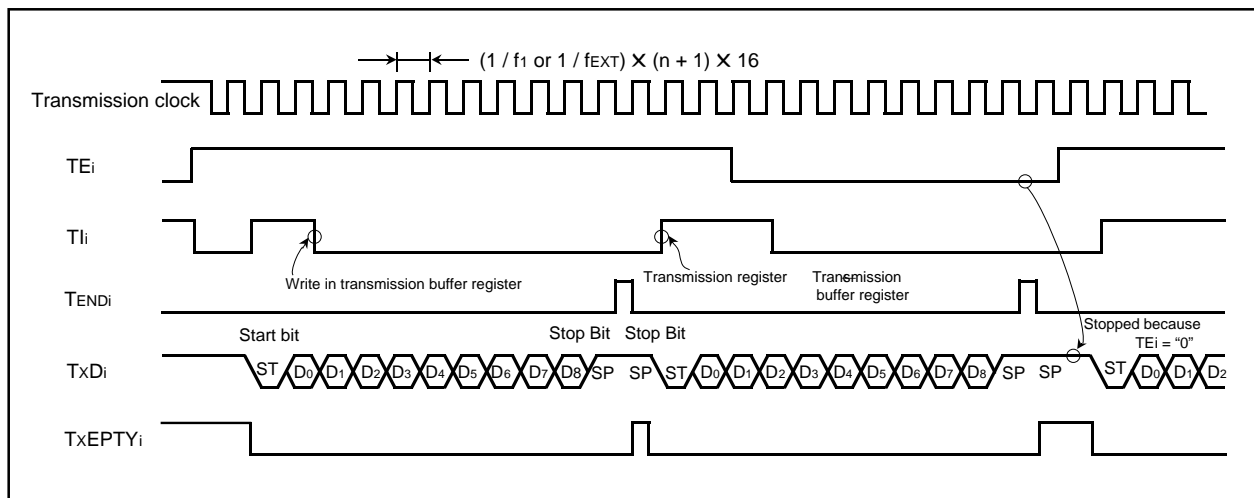 (1 / f1 or 1 / fEXT) X (n + 1) X 16
Transmission clock
TEi
TIi
Write in transmission buffer register
Transmission register
Transmission
buffer register
TENDi
Start bit
Stop Bit
Stop Bit
Stopped because
TEi = “0”
TXDi
ST D0 D1 D2 D3 D4 D5 D6 D7 D8 SP SP ST D0 D1 D2 D3 D4 D5 D6 D7 D8 SP SP ST D0 D1 D2
TXEPTYi